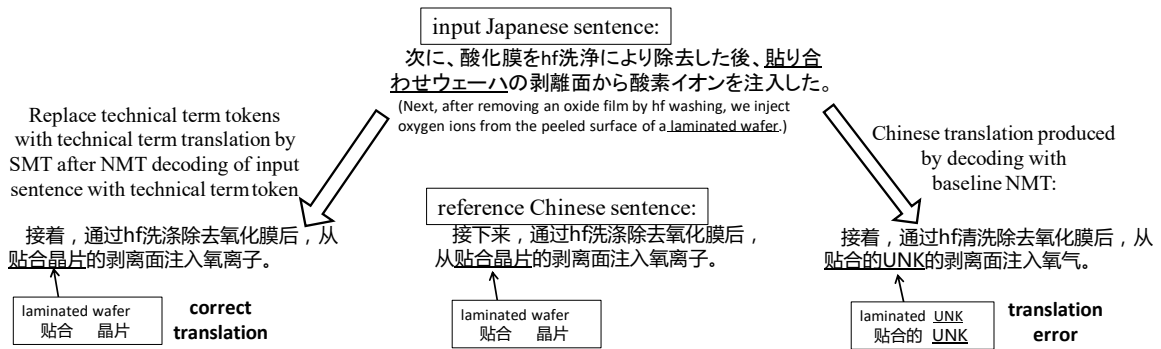 input Japanese sentence:
次に、酸化膜をhf洗浄により除去した後、貼り合
わせウェーハの剥離面から酸素イオンを注入した。
(Next, after removing an oxide film by hf washing, we inject
oxygen ions from the peeled surface of a laminated wafer.)
Replace technical term tokens
with technical term translation by
SMT after NMT decoding of input
sentence with technical term token
Chinese translation produced
by decoding with
baseline NMT:
接着，通过hf洗涤除去氧化膜后，从
贴合晶片的剥离面注入氧离子。
laminated wafer
贴合 晶片
correct
translation
reference Chinese sentence:
接下来，通过hf洗涤除去氧化膜后，
从贴合晶片的剥离面注入氧离子。
laminated wafer
贴合 晶片
接着，通过hf清洗除去氧化膜后，从
贴合的UNK的剥离面注入氧气。
laminated UNK
贴合的 UNK
translation
error